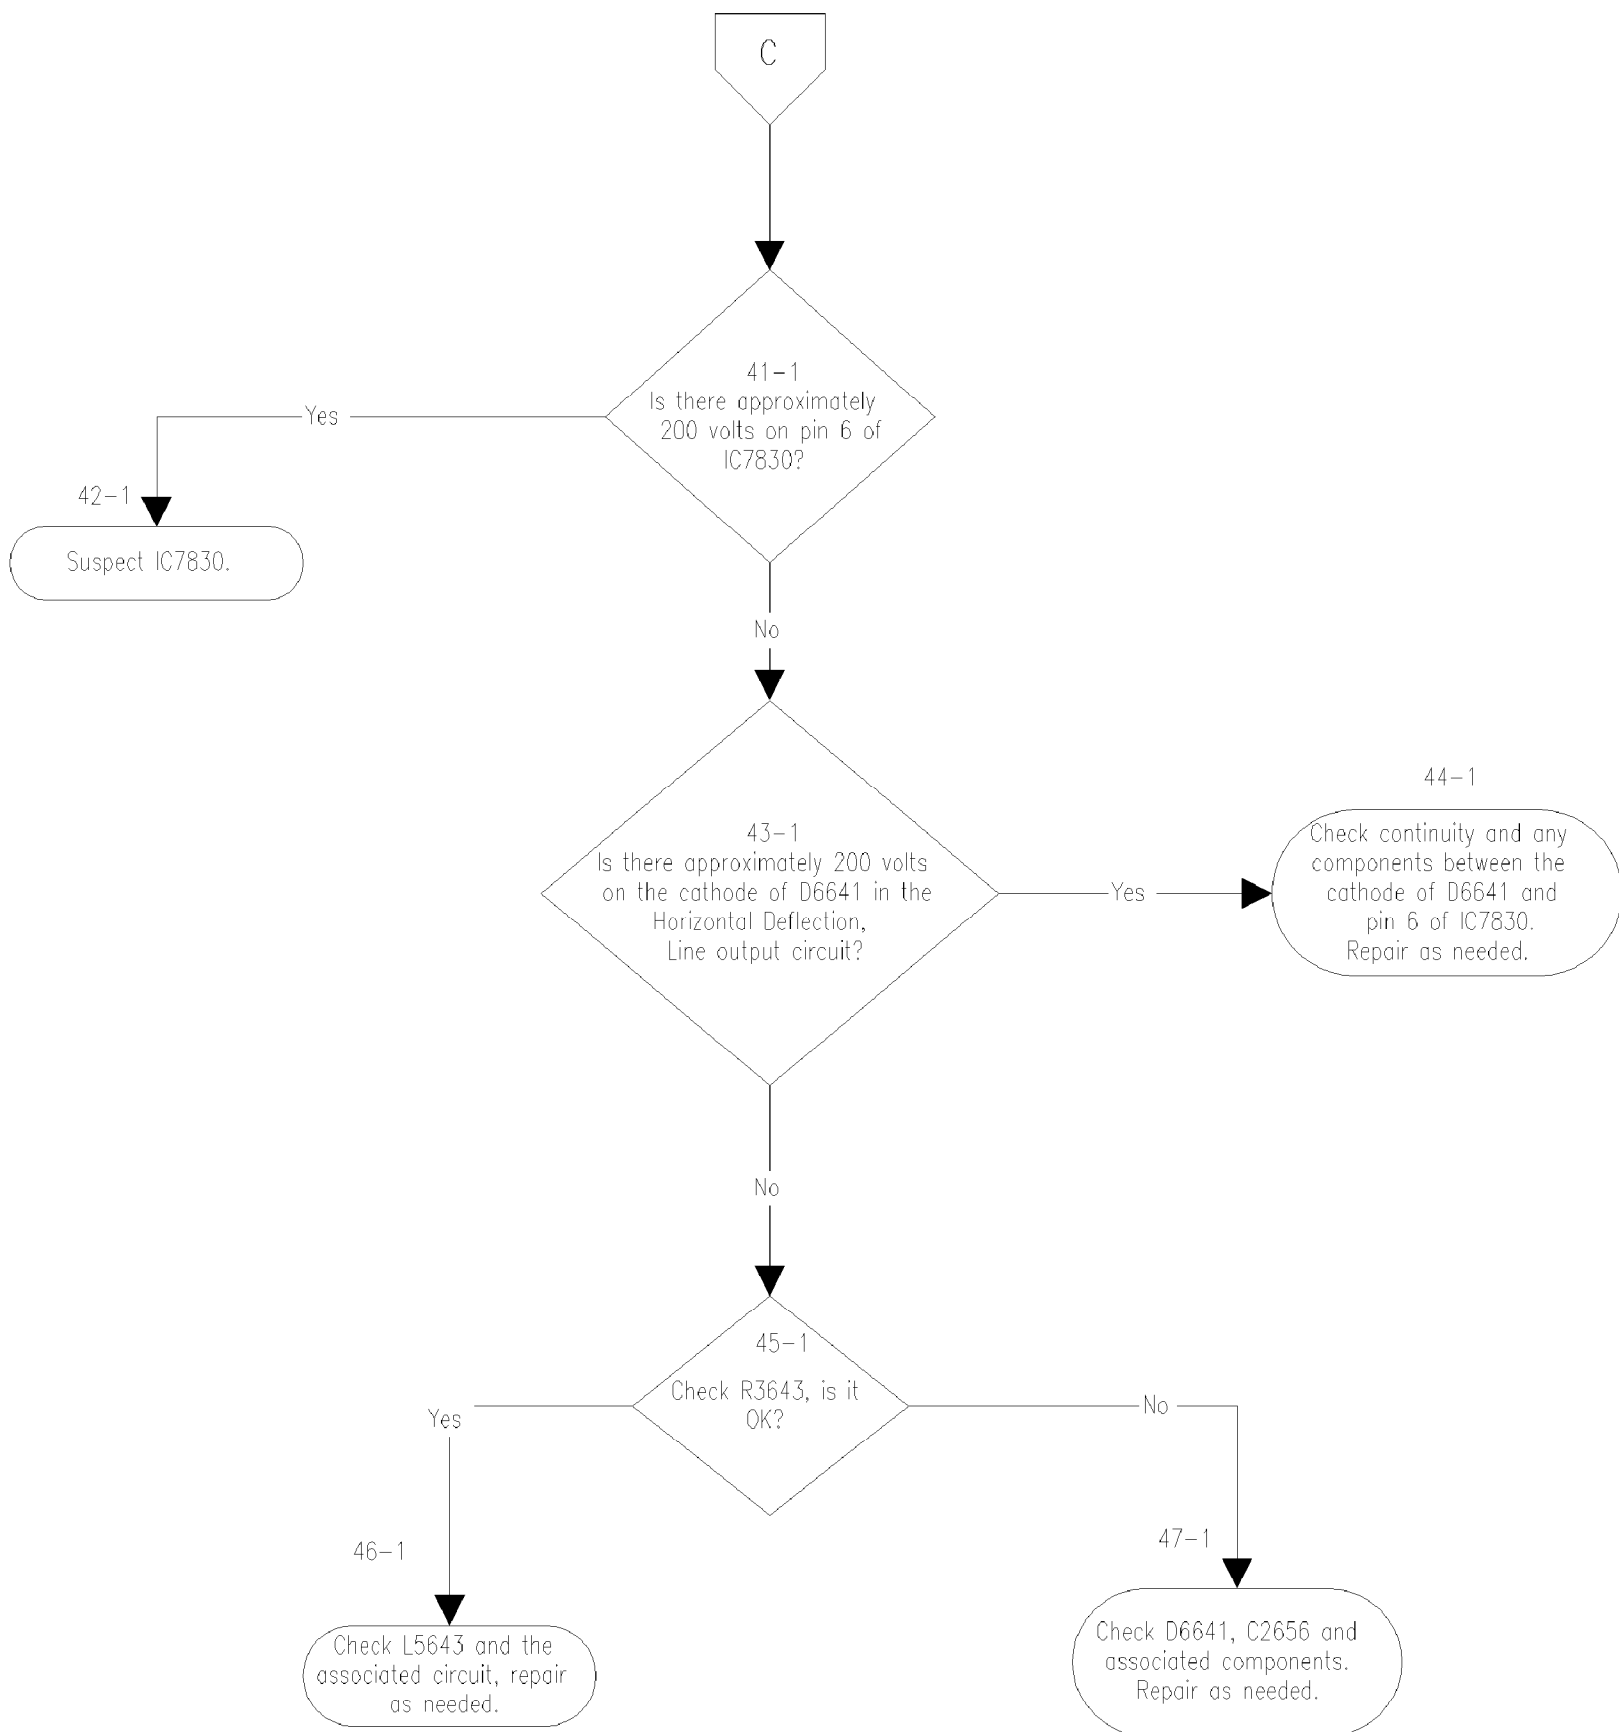 C
41-1
Is there approximately
200 volts on pin 6 of
IC7830?
Yes
42-1
Suspect IC7830.
No
43-1
Is there approximately 200 volts
on the cathode of D6641 in the
Horizontal Deflection,
Line output circuit?
Yes
44-1
Check continuity and any
components between the
cathode of D6641 and
pin 6 of IC7830.
Repair as needed.
No
45-1
Check R3643, is it
OK?
Yes
46-1
Check L5643 and the
associated circuit, repair
as needed.
No
47-1
Check D6641, C2656 and
associated components.
Repair as needed.